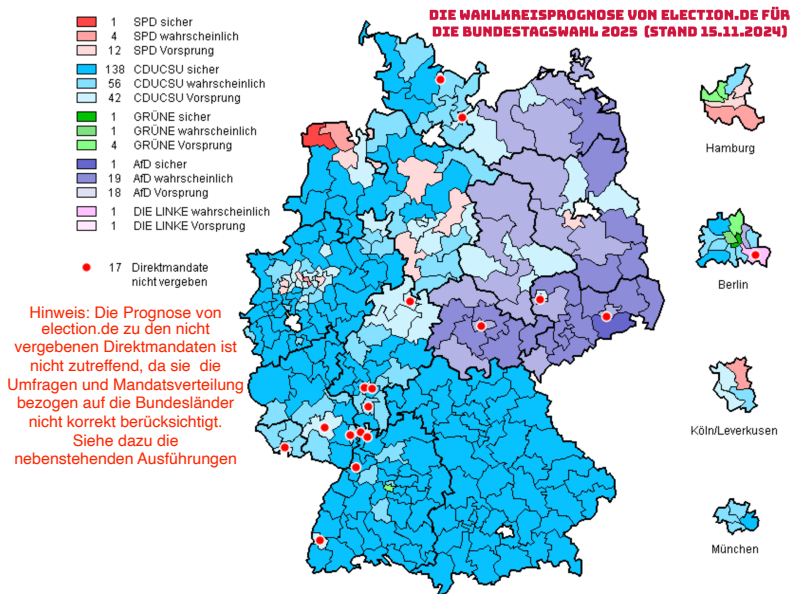 DIE WAHLKREISPROGNOSE VON ELECTION.DE FÜR
DIE BUNDESTAGSWAHL 2025 (STAND 15.11.2024)
1 SPD sicher
4 SPD wahrscheinlich
12 SPD Vorsprung
138 CDUCSU sicher
56 CDUCSU wahrscheinlich
42 CDUCSU Vorsprung
1 GRÜNE sicher
1 GRÜNE wahrscheinlich
4 GRÜNE Vorsprung
1 AfD sicher
19 AfD wahrscheinlich
18 AfD Vorsprung
1 DIE LINKE wahrscheinlich
1 DIE LINKE Vorsprung
17 Direktmandate
nicht vergeben
Hinweis: Die Prognose von
election.de zu den nicht
vergebenen Direktmandaten ist
nicht zutreffend, da sie die
Umfragen und Mandatsverteilung
bezogen auf die Bundesländer
nicht korrekt berücksichtigt.
Siehe dazu die
nebenstehenden Ausführungen
Hamburg
Berlin
Köln/Leverkusen
München